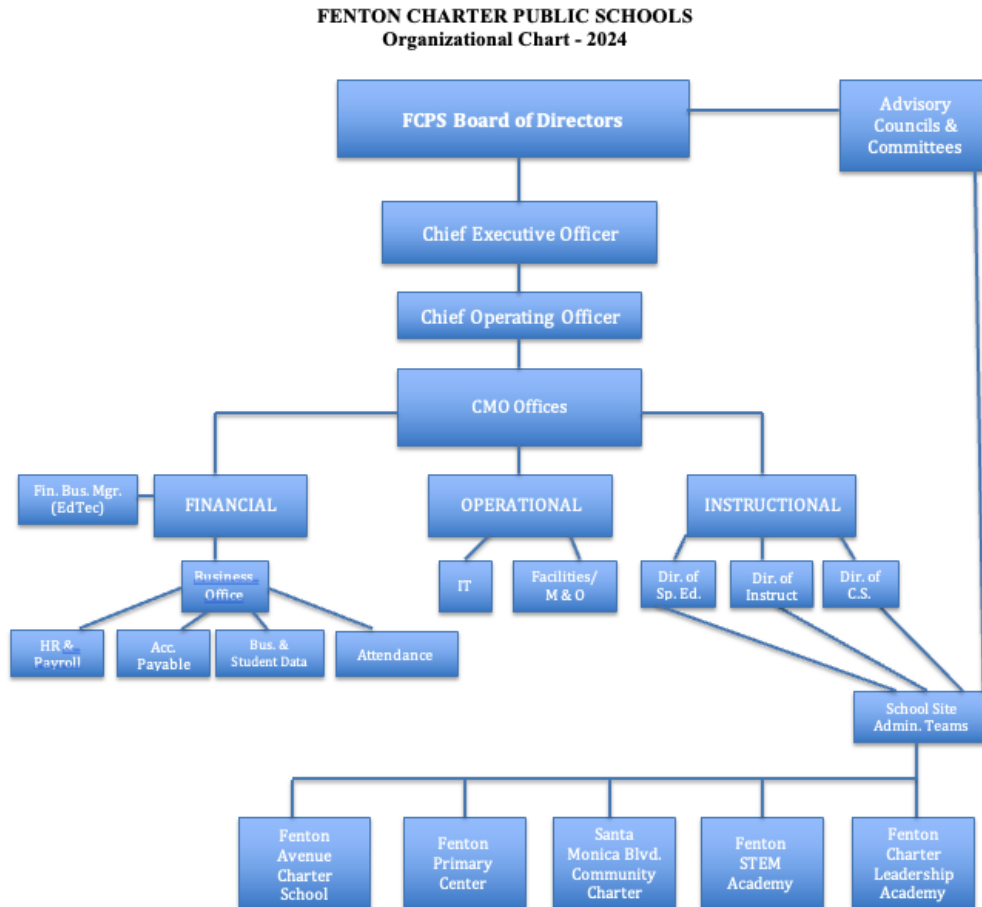 FENTON CHARTER PUBLIC SCHOOLS
Organizational Chart - 2024
FCPS Board of Directors
Advisory
Councils &
Committees
Chief Executive Officer
Chief Operating Officer
CMO Offices
Fin. Bus. Mgr.
(EdTec)
FINANCIAL
OPERATIONAL
INSTRUCTIONAL
Business
Office
IT
Facilities/
M & O
Dir. of
Sp. Ed.
Dir. of
Instruct
Dir. of
C.S.
HR &
Payroll
Acc.
Payable
Bus. &
Student Data
Attendance
School Site
Admin. Teams
Fenton
Avenue
Charter
School
Fenton
Primary
Center
Santa
Monica Blvd.
Community
Charter
Fenton
STEM
Academy
Fenton
Charter
Leadership
Academy